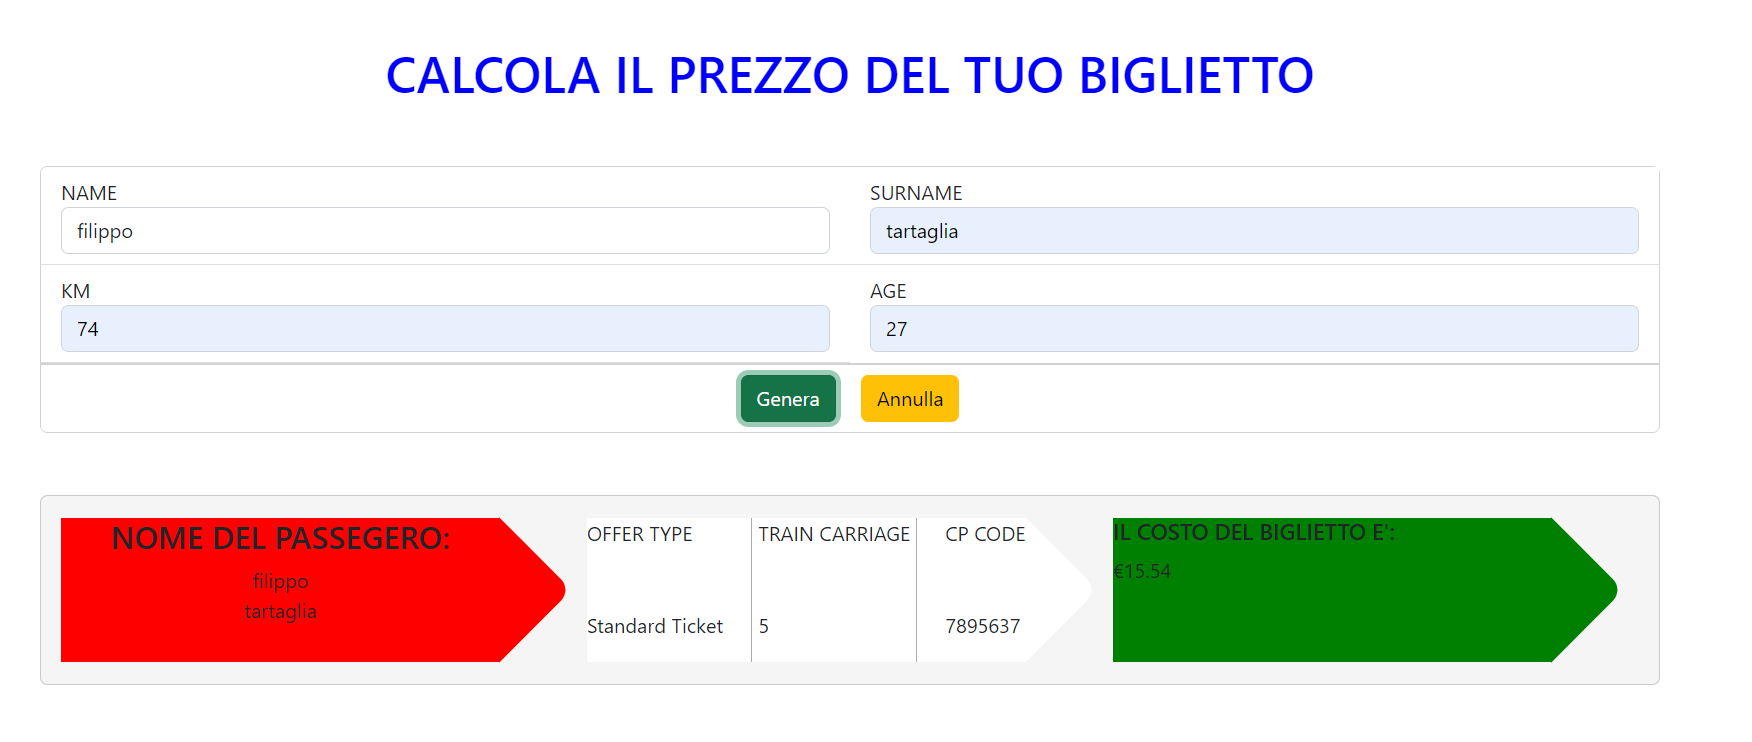 CALCOLA IL PREZZO DEL TUO BIGLIETTO
NAME
filippo
SURNAME
tartaglia
KM
74
AGE
27
Genera
Annulla
NOME DEL PASSEGERO:
filippo
tartaglia
OFFER TYPE
Standard Ticket
TRAIN CARRIAGE
5
CP CODE
7895637
IL COSTO DEL BIGLIETTO E':
€15.54